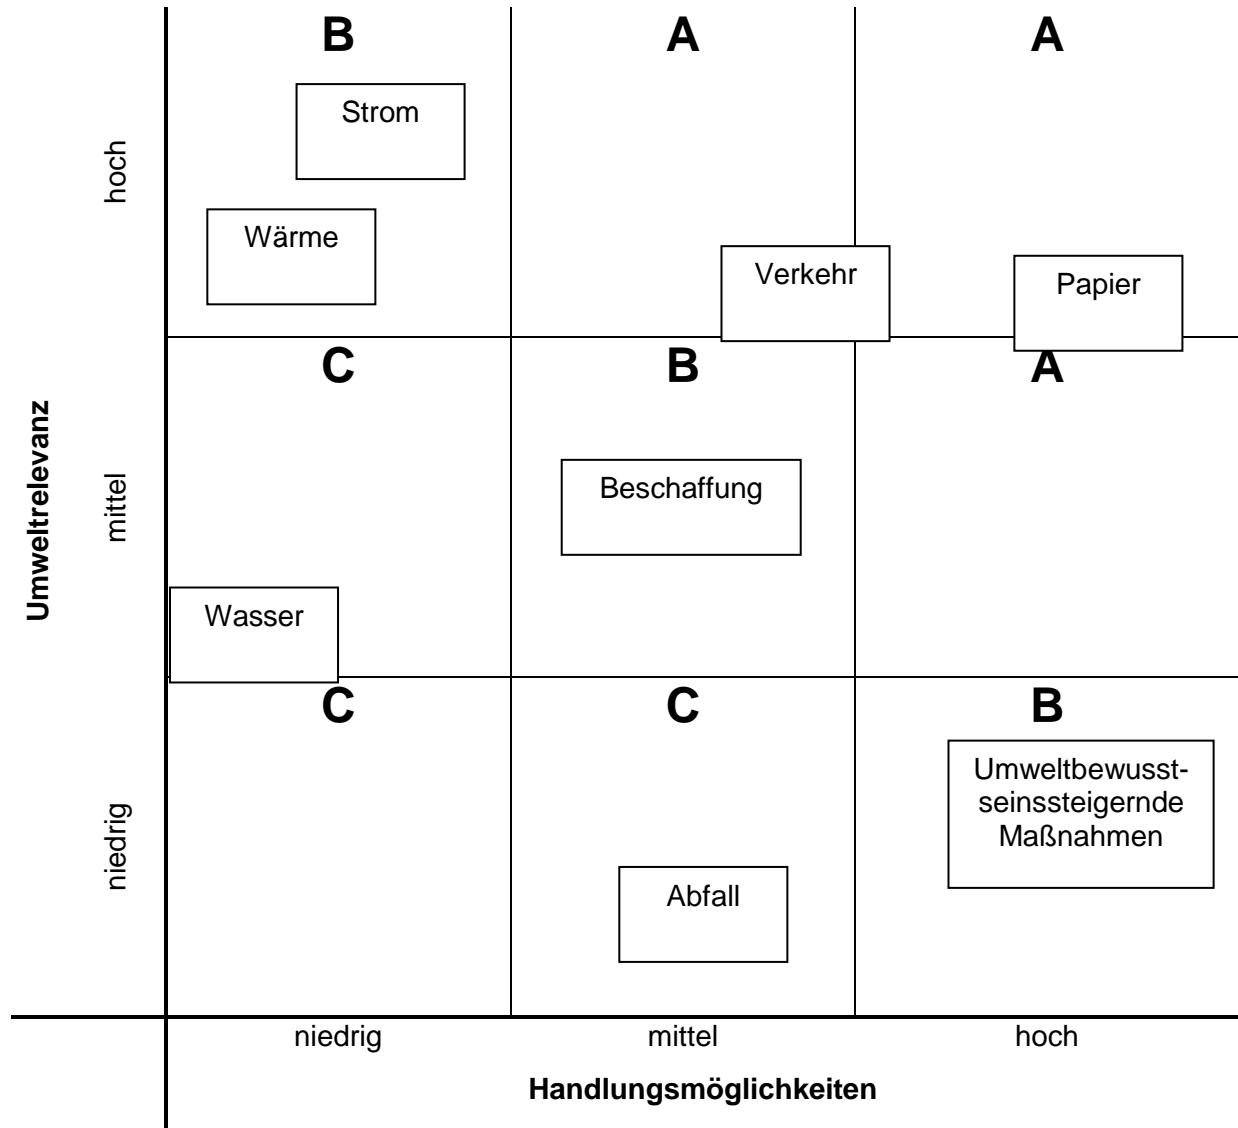 B
A
A
Strom
hoch
Wärme
Verkehr
Papier
C
B
A
Umweltrelevanz
mittel
Beschaffung
Wasser
C
C
B
niedrig
Umweltbewusst-
seinssteigernde
Maßnahmen
Abfall
niedrig
mittel
hoch
Handlungsmöglichkeiten